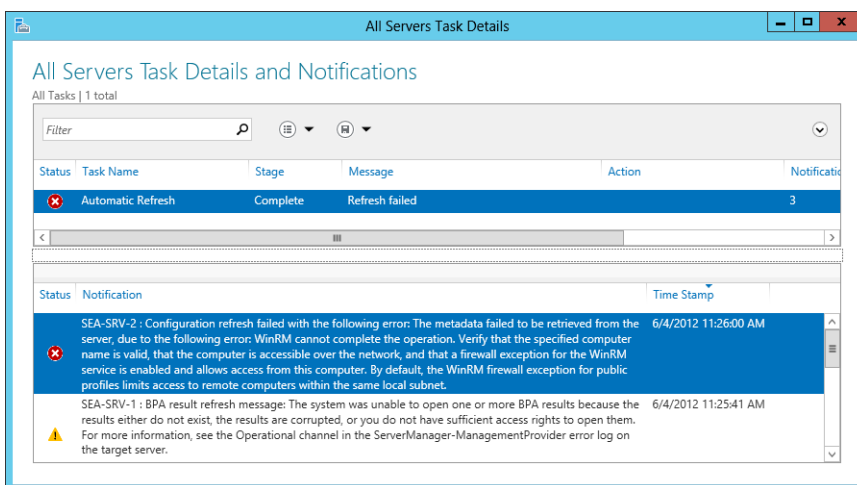 All Servers Task Details
All Servers Task Details and Notifications
All Tasks | 1 total
Filter
Status Task Name Stage Message Action Notificatio
Automatic Refresh Complete Refresh failed 3
Status Notification Time Stamp
SEA-SRV-2 : Configuration refresh failed with the following error: The metadata failed to be retrieved from the 6/4/2012 11:26:00 AM
server, due to the following error: WinRM cannot complete the operation. Verify that the specified computer
name is valid, that the computer is accessible over the network, and that a firewall exception for the WinRM
service is enabled and allows access from this computer. By default, the WinRM firewall exception for public
profiles limits access to remote computers within the same local subnet.
SEA-SRV-1 : BPA result refresh message: The system was unable to open one or more BPA results because the 6/4/2012 11:25:41 AM
results either do not exist, the results are corrupted, or you do not have sufficient access rights to open them.
For more information, see the Operational channel in the ServerManager-ManagementProvider error log on
the target server.